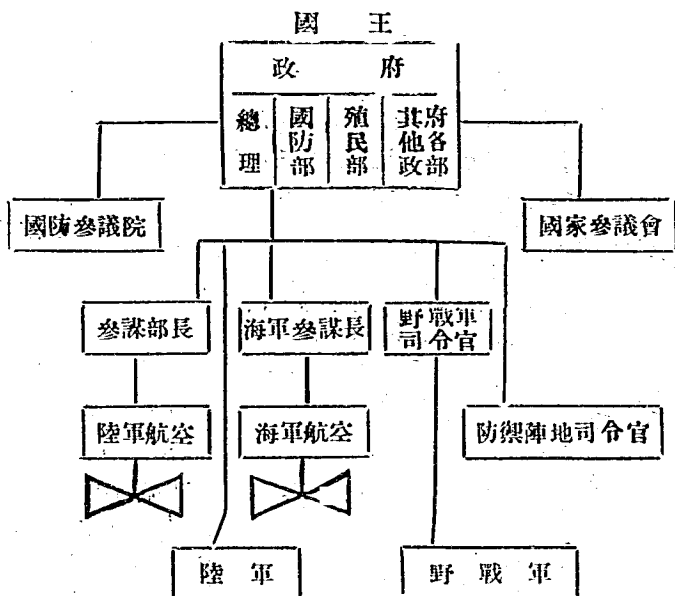 國王
政府
總理
國防部
殖民部
其他政府各部
國防參議院
國家參議會
參謀部長
海軍參謀長
野戰軍司令官
陸軍航空
海軍航空
防禦陣地司令官
陸軍
野戰軍